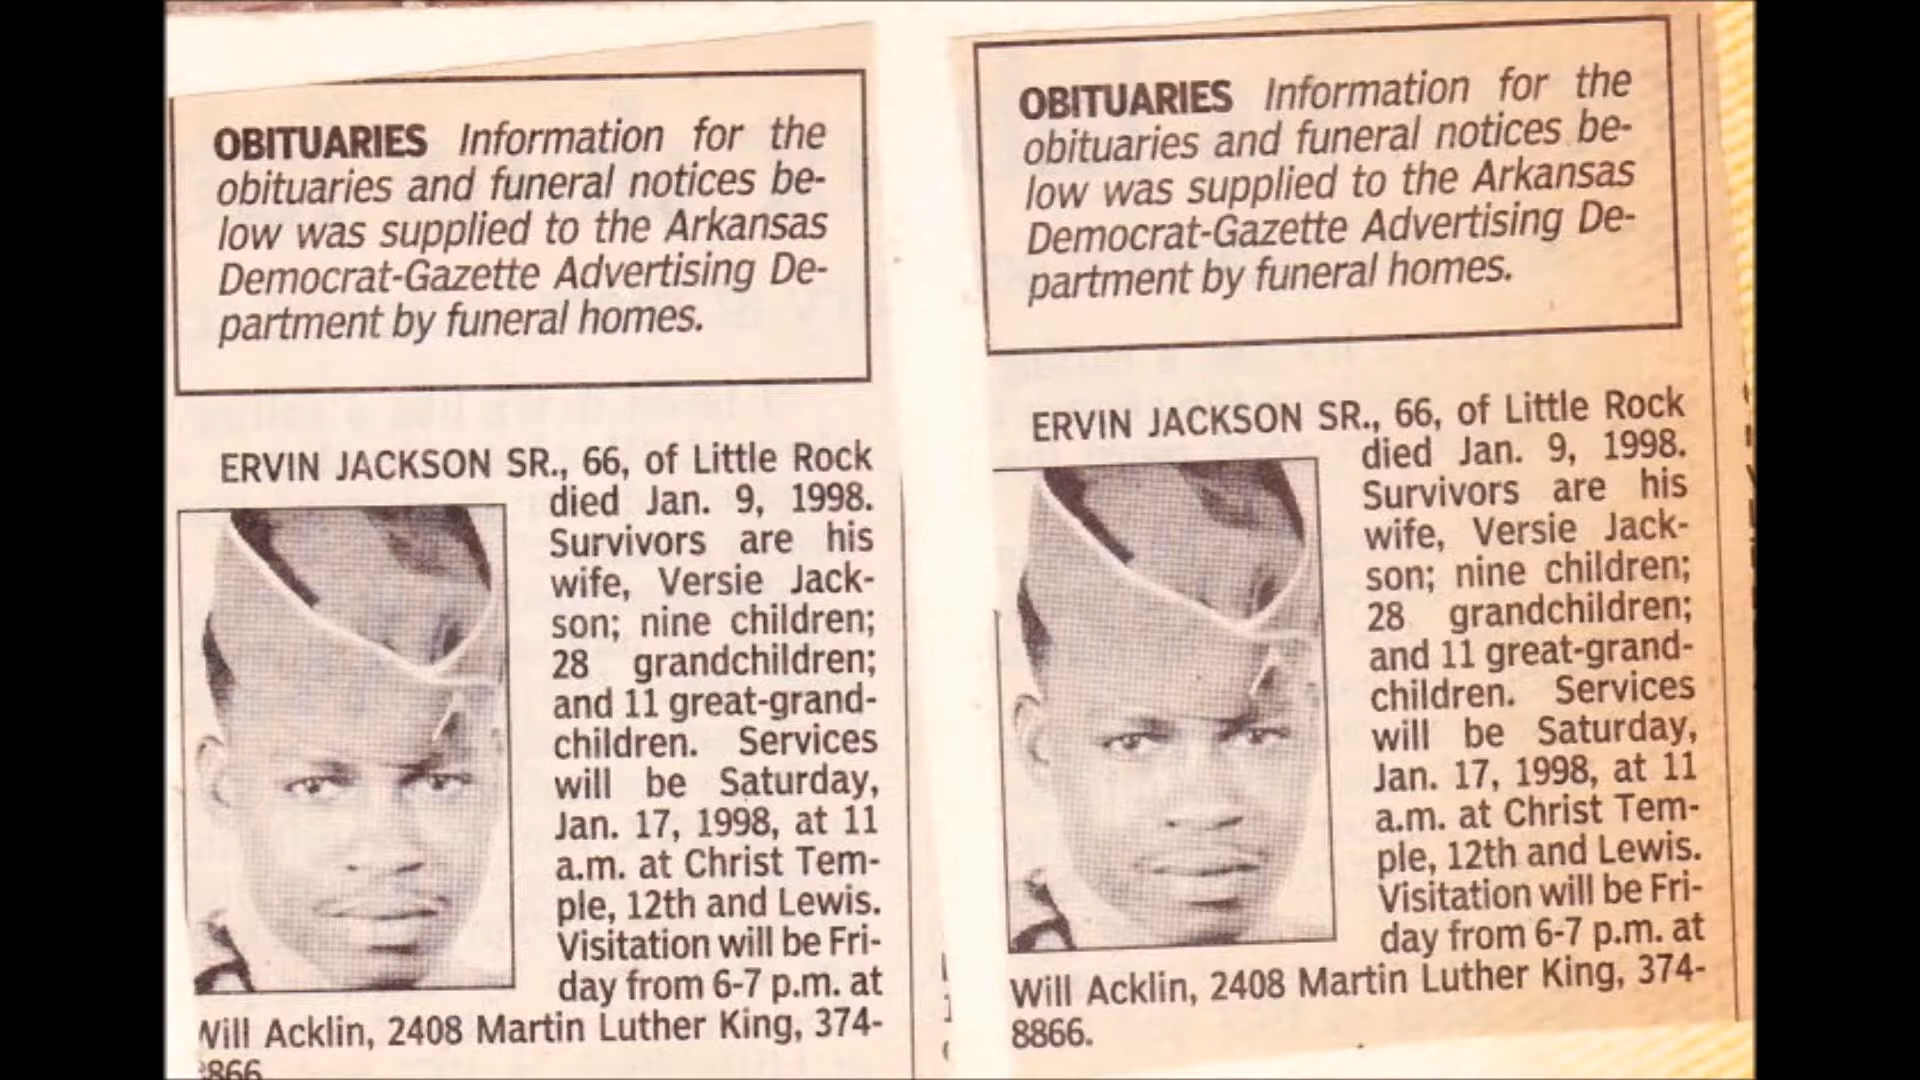 OBITUARIES Information for the
obituaries and funeral notices be-
low was supplied to the Arkansas
Democrat-Gazette Advertising De-
partment by funeral homes.
ERVIN JACKSON SR., 66, of Little Rock
died Jan. 9, 1998.
Survivors are his
wife, Versie Jack-
son; nine children;
28 grandchildren;
and 11 great-grand-
children. Services
will be Saturday,
Jan. 17, 1998, at 11
a.m. at Christ Tem-
ple, 12th and Lewis.
Visitation will be Fri-
day from 6-7 p.m. at
Will Acklin, 2408 Martin Luther King, 374-
8866
OBITUARIES Information for the
obituaries and funeral notices be-
low was supplied to the Arkansas
Democrat-Gazette Advertising De-
partment by funeral homes.
ERVIN JACKSON SR., 66, of Little Rock
died Jan. 9, 1998.
Survivors are his
wife, Versie Jack-
son; nine children;
28 grandchildren;
and 11 great-grand-
children. Services
will be Saturday,
Jan. 17, 1998, at 11
a.m. at Christ Tem-
ple, 12th and Lewis.
Visitation will be Fri-
day from 6-7 p.m. at
Will Acklin, 2408 Martin Luther King, 374-
8866.